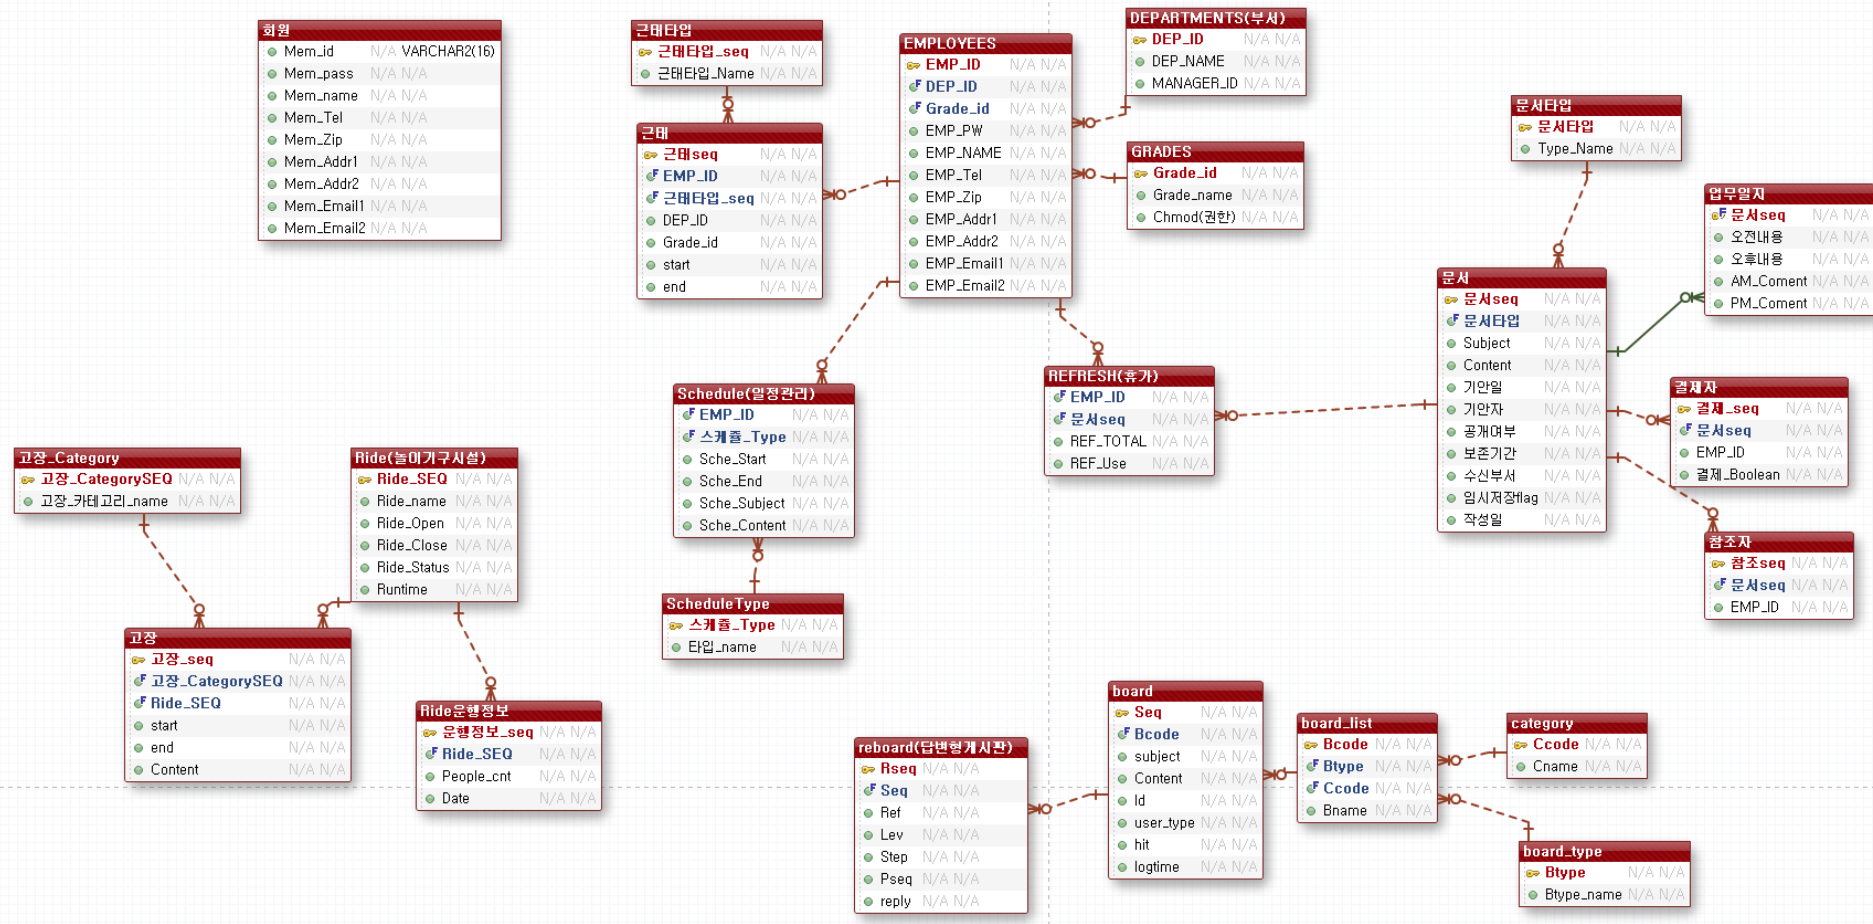 회원
Mem_id N/A VARCHAR2(16)
Mem_pass N/A N/A
Mem_name N/A N/A
Mem_Tel N/A N/A
Mem_Zip N/A N/A
Mem_Addr1 N/A N/A
Mem_Addr2 N/A N/A
Mem_Email1 N/A N/A
Mem_Email2 N/A N/A
근태타입
근태타입_seq N/A N/A
근태타입_Name N/A N/A
근태
근태seq N/A N/A
EMP_ID N/A N/A
근태타입_seq N/A N/A
DEP_ID N/A N/A
Grade_id N/A N/A
start N/A N/A
end N/A N/A
EMPLOYEES
EMP_ID N/A N/A
DEP_ID N/A N/A
Grade_id N/A N/A
EMP_PW N/A N/A
EMP_NAME N/A N/A
EMP_Tel N/A N/A
EMP_Zip N/A N/A
EMP_Addr1 N/A N/A
EMP_Addr2 N/A N/A
EMP_Email1 N/A N/A
EMP_Email2 N/A N/A
DEPARTMENTS(부서)
DEP_ID N/A N/A
DEP_NAME N/A N/A
MANAGER_ID N/A N/A
GRADES
Grade_id N/A N/A
Grade_name N/A N/A
Chmod(권한) N/A N/A
문서타입
문서타입 N/A N/A
Type_Name N/A N/A
업무일지
문서seq N/A N/A
오전내용 N/A N/A
오후내용 N/A N/A
AM_Coment N/A N/A
PM_Coment N/A N/A
문서
문서seq N/A N/A
문서타입 N/A N/A
Subject N/A N/A
Content N/A N/A
기안일 N/A N/A
기안자 N/A N/A
공개여부 N/A N/A
보존기간 N/A N/A
수신부서 N/A N/A
임시저장flag N/A N/A
작성일 N/A N/A
REFRESH(휴가)
EMP_ID N/A N/A
문서seq N/A N/A
REF_TOTAL N/A N/A
REF_Use N/A N/A
결제자
결제_seq N/A N/A
문서seq N/A N/A
EMP_ID N/A N/A
결제_Boolean N/A N/A
참조자
참조seq N/A N/A
문서seq N/A N/A
EMP_ID N/A N/A
Schedule(일정관리)
EMP_ID N/A N/A
스케쥴_Type N/A N/A
Sche_Start N/A N/A
Sche_End N/A N/A
Sche_Subject N/A N/A
Sche_Content N/A N/A
ScheduleType
스케쥴_Type N/A N/A
타입_name N/A N/A
고장_Category
고장_CategorySEQ N/A N/A
고장_카테고리_name N/A N/A
Ride(놀이기구시설)
Ride_SEQ N/A N/A
Ride_name N/A N/A
Ride_Open N/A N/A
Ride_Close N/A N/A
Ride_Status N/A N/A
Runtime N/A N/A
고장
고장_seq N/A N/A
고장_CategorySEQ N/A N/A
Ride_SEQ N/A N/A
start N/A N/A
end N/A N/A
Content N/A N/A
Ride운행정보
운행정보_seq N/A N/A
Ride_SEQ N/A N/A
People_cnt N/A N/A
Date N/A N/A
reboard(답변형게시판)
Rseq N/A N/A
Seq N/A N/A
Ref N/A N/A
Lev N/A N/A
Step N/A N/A
Pseq N/A N/A
reply N/A N/A
board
Seq N/A N/A
Bcode N/A N/A
subject N/A N/A
Content N/A N/A
Id N/A N/A
user_type N/A N/A
hit N/A N/A
logtime N/A N/A
board_list
Bcode N/A N/A
Btype N/A N/A
Ccode N/A N/A
Bname N/A N/A
category
Ccode N/A N/A
Cname N/A N/A
board_type
Btype N/A N/A
Btype_name N/A N/A